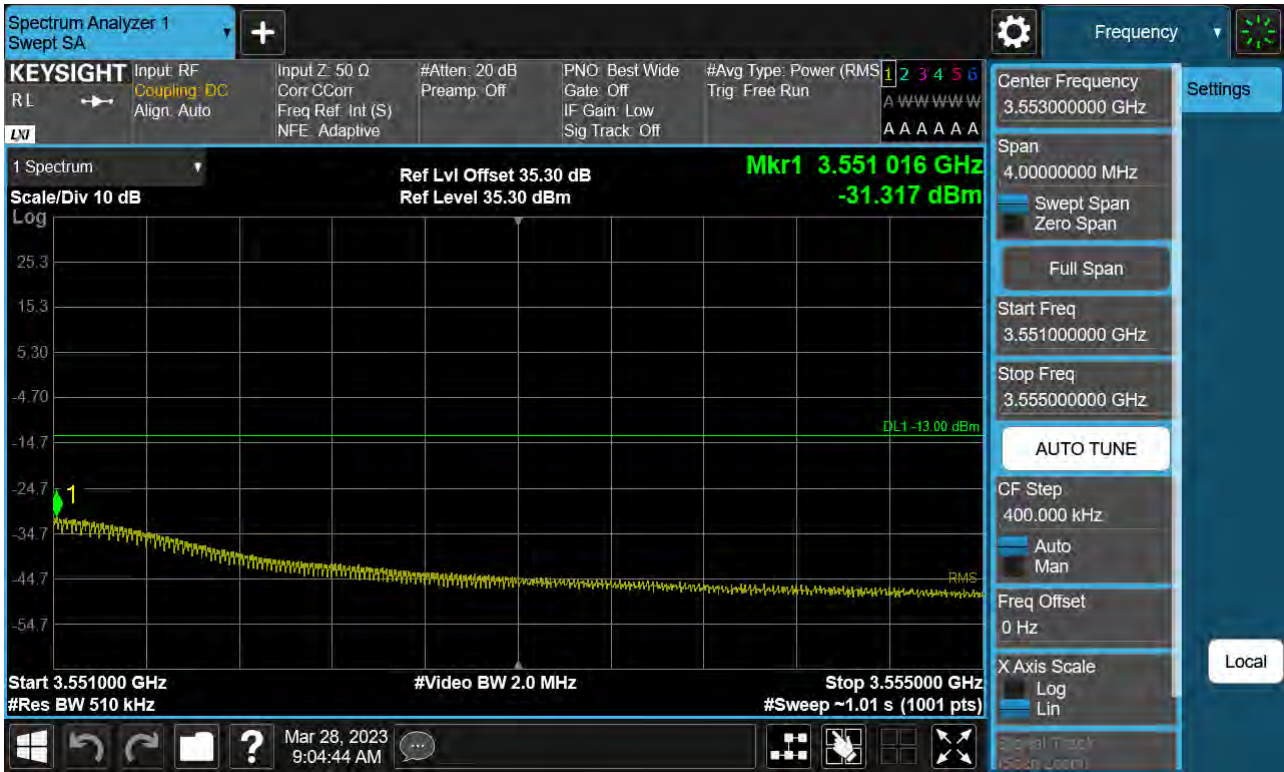 Spectrum Analyzer 1
Swept SA
+
Frequency
KEYSIGHT
RL
LXI
Input: RF
Coupling: DC
Align: Auto
Input Z: 50 Ω
Corr CCorr
Freq Ref: Int (S)
NFE: Adaptive
#Atten: 20 dB
Preamp: Off
PNO: Best Wide
Gate: Off
IF Gain: Low
Sig Track: Off
#Avg Type: Power (RMS
Trig: Free Run
1 2 3 4 5 6
A W W W W W
A A A A A A
1 Spectrum
Scale/Div 10 dB
Log
Ref Lvl Offset 35.30 dB
Ref Level 35.30 dBm
Mkr1 3.551 016 GHz
-31.317 dBm
25.3
15.3
5.30
-4.70
-14.7
-24.7
-34.7
-44.7
-54.7
DL1 -13.00 dBm
1
RMS
Start 3.551000 GHz
#Res BW 510 kHz
#Video BW 2.0 MHz
Stop 3.555000 GHz
#Sweep ~1.01 s (1001 pts)
Center Frequency
3.553000000 GHz
Span
4.00000000 MHz
Swept Span
Zero Span
Full Span
Start Freq
3.551000000 GHz
Stop Freq
3.555000000 GHz
AUTO TUNE
CF Step
400.000 kHz
Auto
Man
Freq Offset
0 Hz
X Axis Scale
Log
Lin
Signal Track
(Span Zoom)
Settings
Local
?
Mar 28, 2023
9:04:44 AM